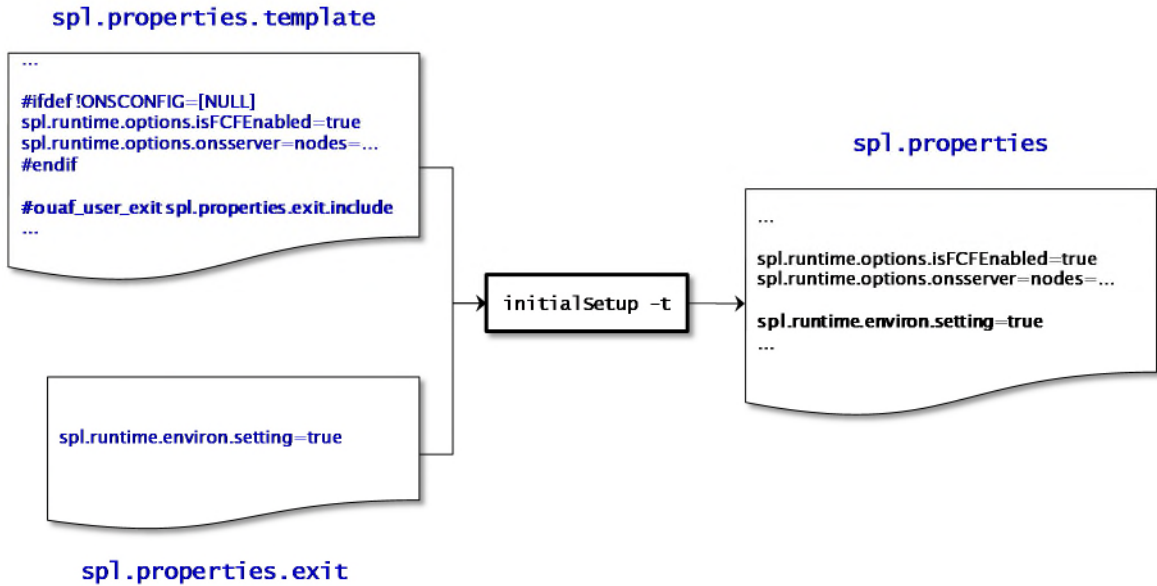 spl.properties.template
...
#ifdef !ONSCONFIG=[NULL]
spl.runtime.options.isFCFEnabled=true
spl.runtime.options.onsserver=nodes=...
#endif
#ouaf_user_exit spl.properties.exit.include
...
spl.runtime.environ.setting=true
spl.properties.exit
initialSetup -t
spl.properties
...
spl.runtime.options.isFCFEnabled=true
spl.runtime.options.onsserver=nodes=...
spl.runtime.environ.setting=true
...